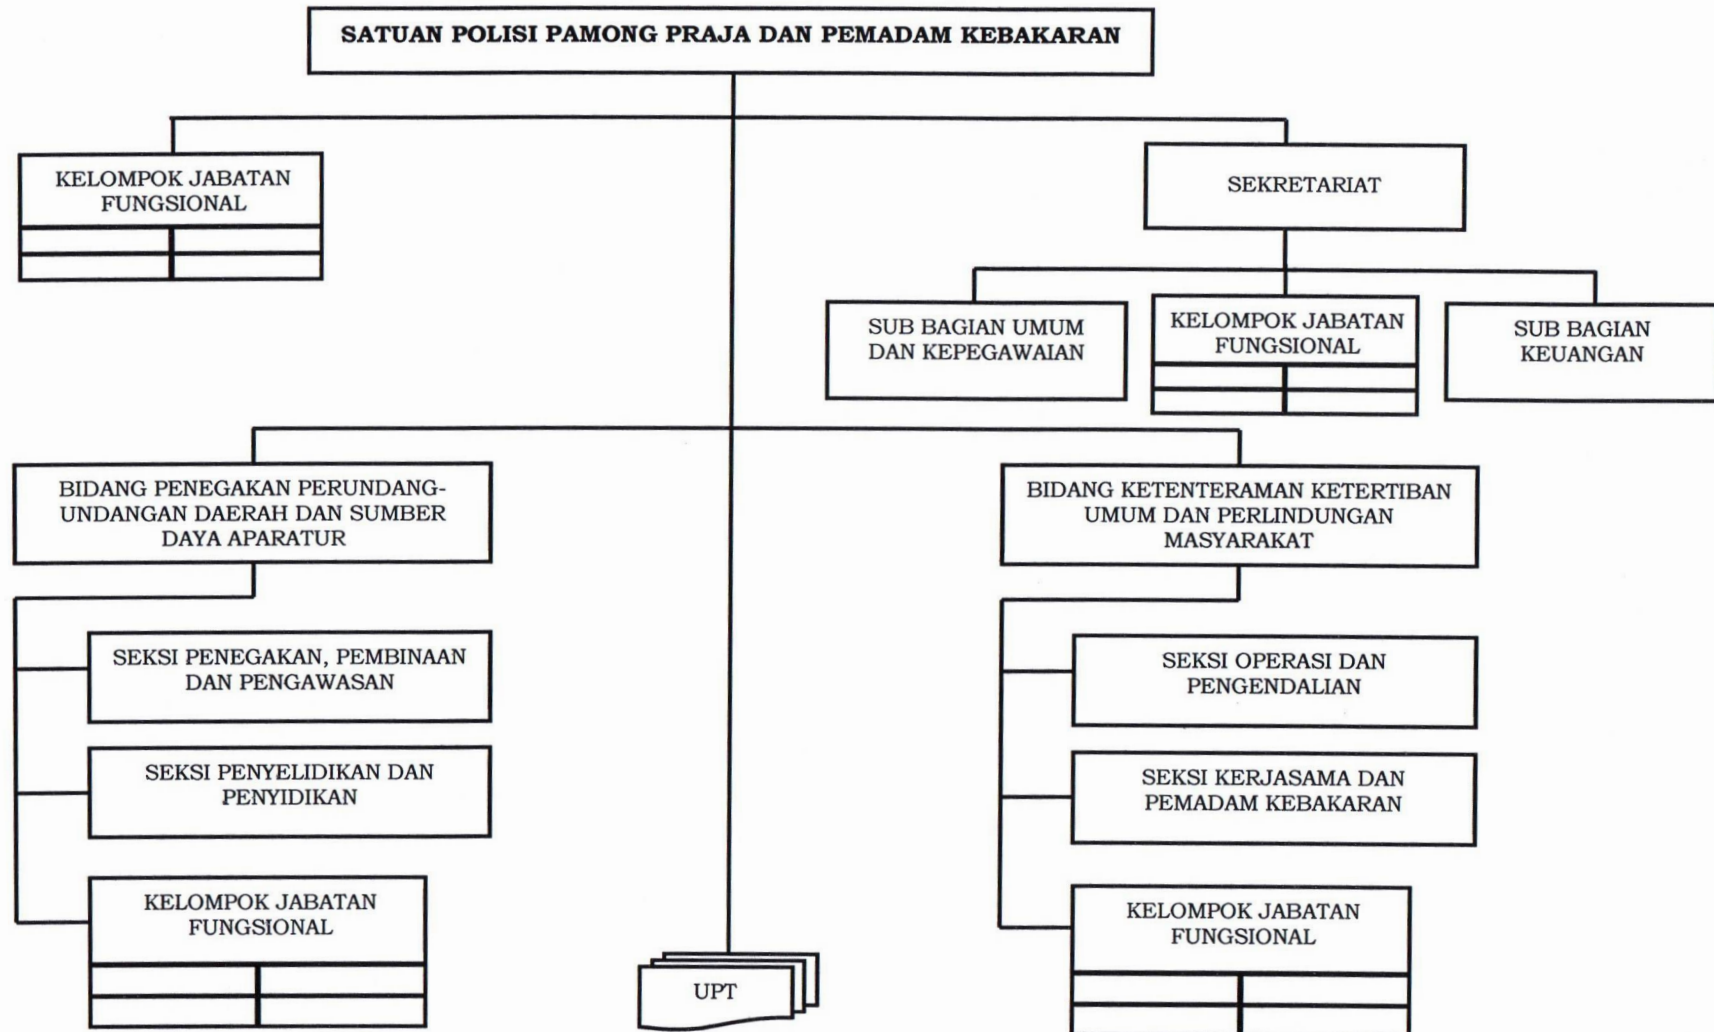 SATUAN POLISI PAMONG PRAJA DAN PEMADAM KEBAKARAN
KELOMPOK JABATAN
FUNGSIONAL
SEKRETARIAT
SUB BAGIAN UMUM
DAN KEPEGAWAIAN
KELOMPOK JABATAN
FUNGSIONAL
SUB BAGIAN
KEUANGAN
BIDANG PENEGAKAN PERUNDANG-
UNDANGAN DAERAH DAN SUMBER
DAYA APARATUR
BIDANG KETENTERAMAN KETERTIBAN
UMUM DAN PERLINDUNGAN
MASYARAKAT
SEKSI PENEGAKAN, PEMBINAAN
DAN PENGAWASAN
SEKSI PENYELIDIKAN DAN
PENYIDIKAN
KELOMPOK JABATAN
FUNGSIONAL
SEKSI OPERASI DAN
PENGENDALIAN
SEKSI KERJASAMA DAN
PEMADAM KEBAKARAN
KELOMPOK JABATAN
FUNGSIONAL
UPT